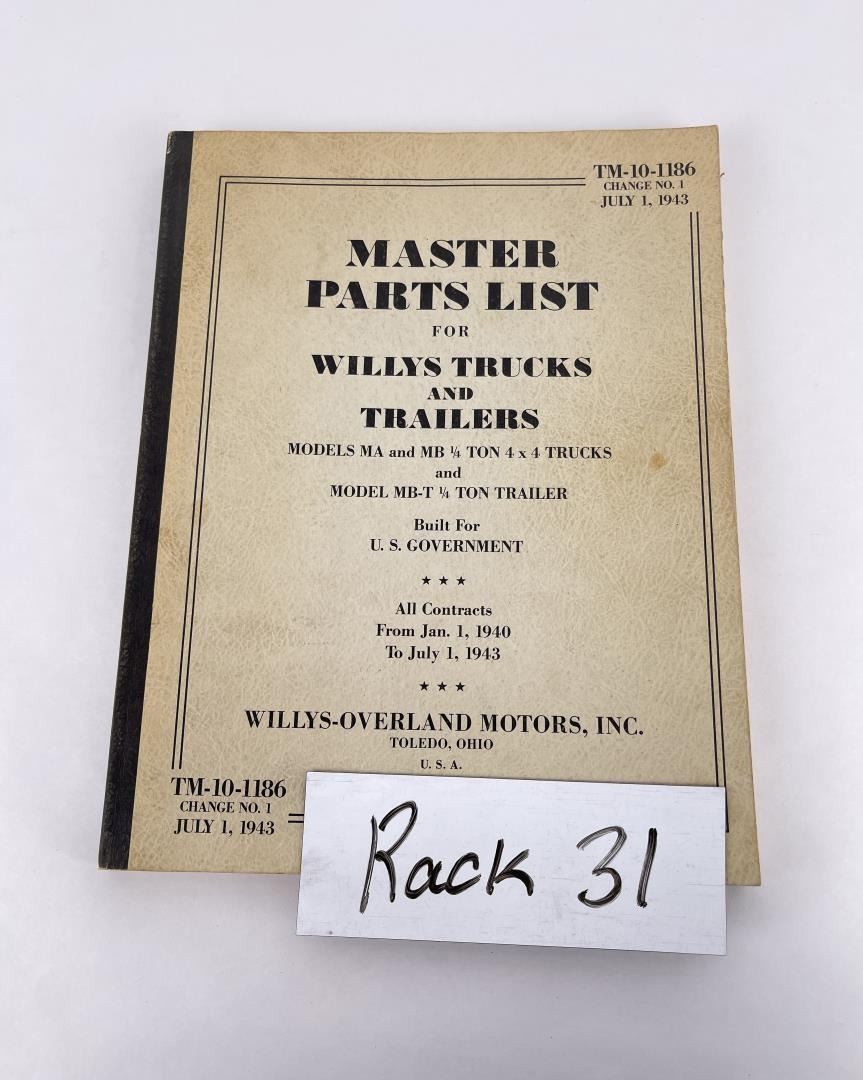 TM-10-1186
CHANGE NO. 1
JULY 1, 1943
MASTER
PARTS LIST
FOR
WILLYS TRUCKS
AND
TRAILERS
MODELS MA and MB ¼ TON 4 x 4 TRUCKS
and
MODEL MB-T ¼ TON TRAILER
Built For
U. S. GOVERNMENT
★ ★ ★
All Contracts
From Jan. 1, 1940
To July 1, 1943
★ ★ ★
WILLYS-OVERLAND MOTORS, INC.
TOLEDO, OHIO
U. S. A.
TM-10-1186
CHANGE NO. 1
JULY 1, 1943
Rack 31